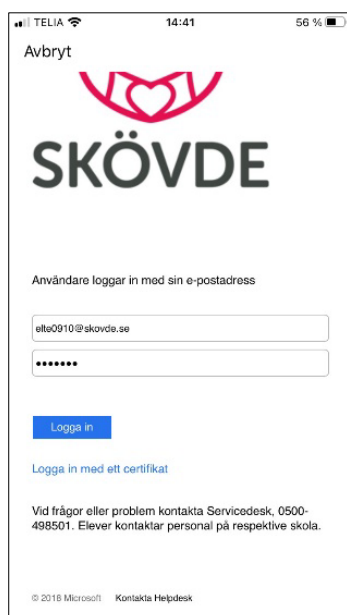 TELIA 14:41 56 %
Avbryt
SKÖVDE
Användare loggar in med sin e-postadress
elte0910@skovde.se
•••••••
Logga in
Logga in med ett certifikat
Vid frågor eller problem kontakta Servicedesk, 0500-
498501. Elever kontaktar personal på respektive skola.
© 2018 Microsoft Kontakta Helpdesk